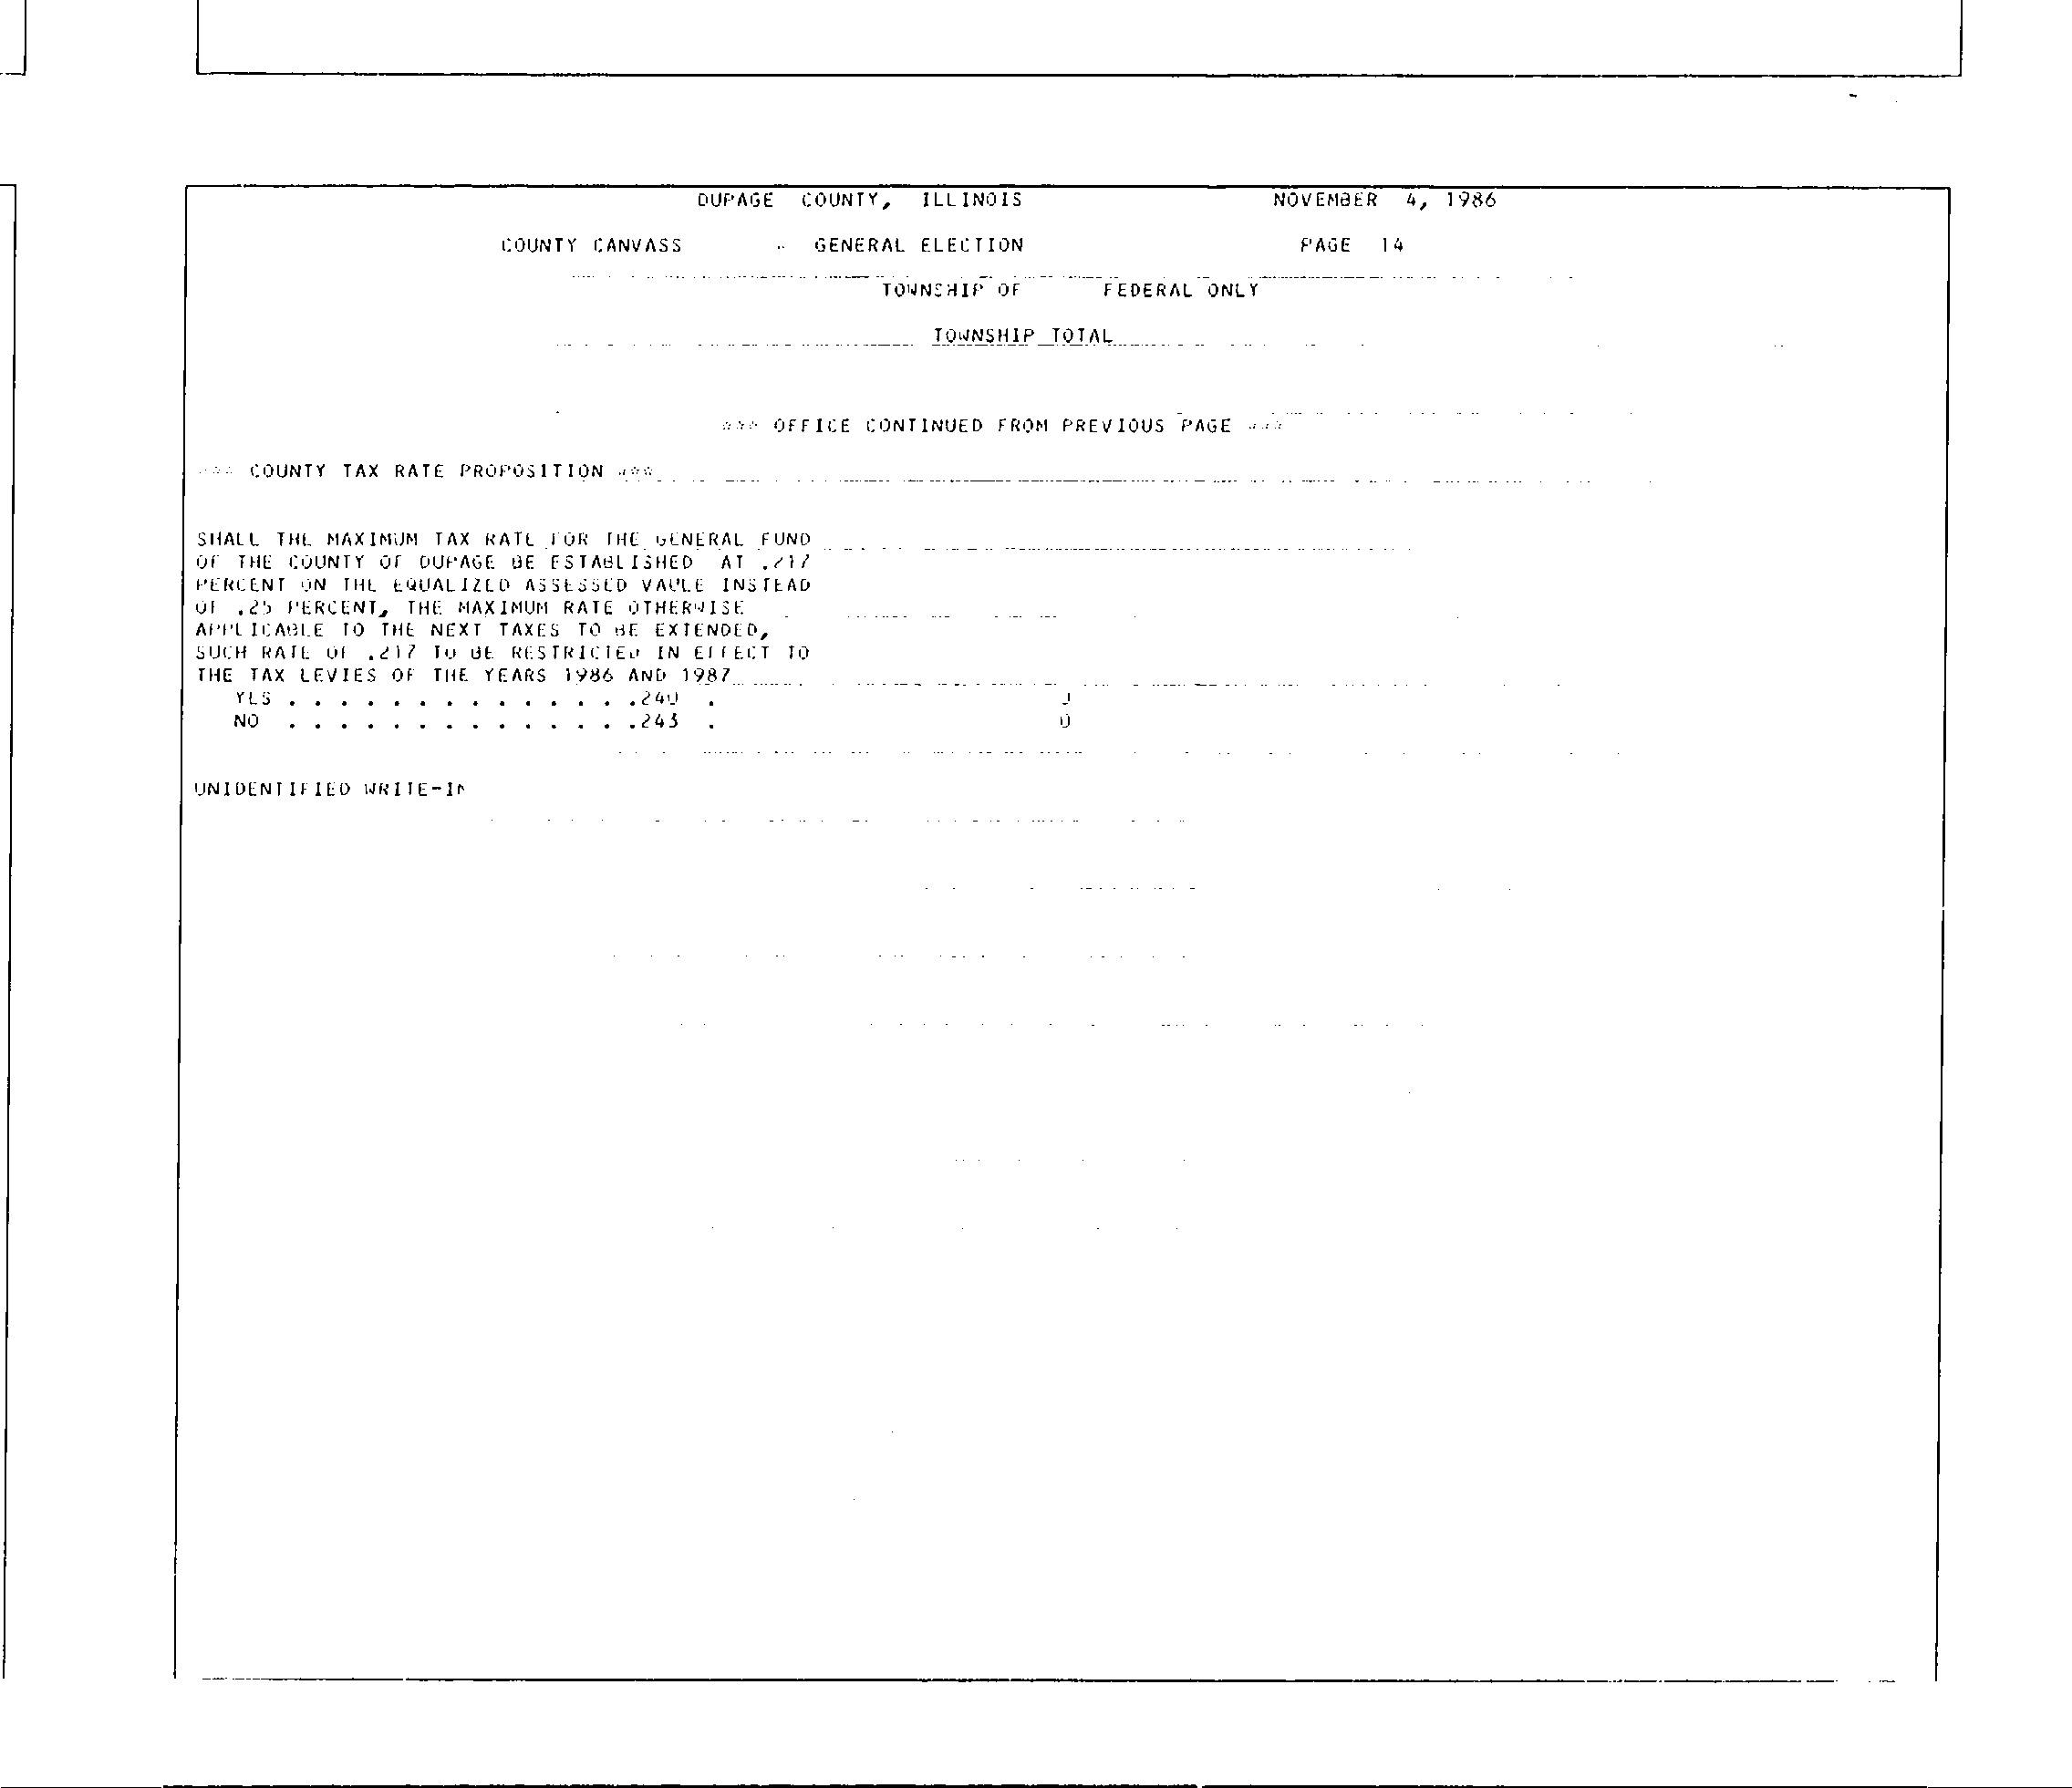 DUPAGE COUNTY, ILLINOIS NOVEMBER 4, 1986
COUNTY CANVASS - GENERAL ELECTION PAGE 14
TOWNSHIP OF FEDERAL ONLY
TOWNSHIP TOTAL
*** OFFICE CONTINUED FROM PREVIOUS PAGE ***
*** COUNTY TAX RATE PROPOSITION ***
SHALL THE MAXIMUM TAX RATE FOR THE GENERAL FUND
OF THE COUNTY OF DUPAGE BE ESTABLISHED AT .217
PERCENT ON THE EQUALIZED ASSESSED VAULE INSTEAD
OF .25 PERCENT, THE MAXIMUM RATE OTHERWISE
APPLICABLE TO THE NEXT TAXES TO BE EXTENDED,
SUCH RATE OF .217 TO BE RESTRICTED IN EFFECT TO
THE TAX LEVIES OF THE YEARS 1986 AND 1987
YES . . . . . . . . . . . . . .240 . 0
NO . . . . . . . . . . . . . .243 . 0
UNIDENTIFIED WRITE-IN